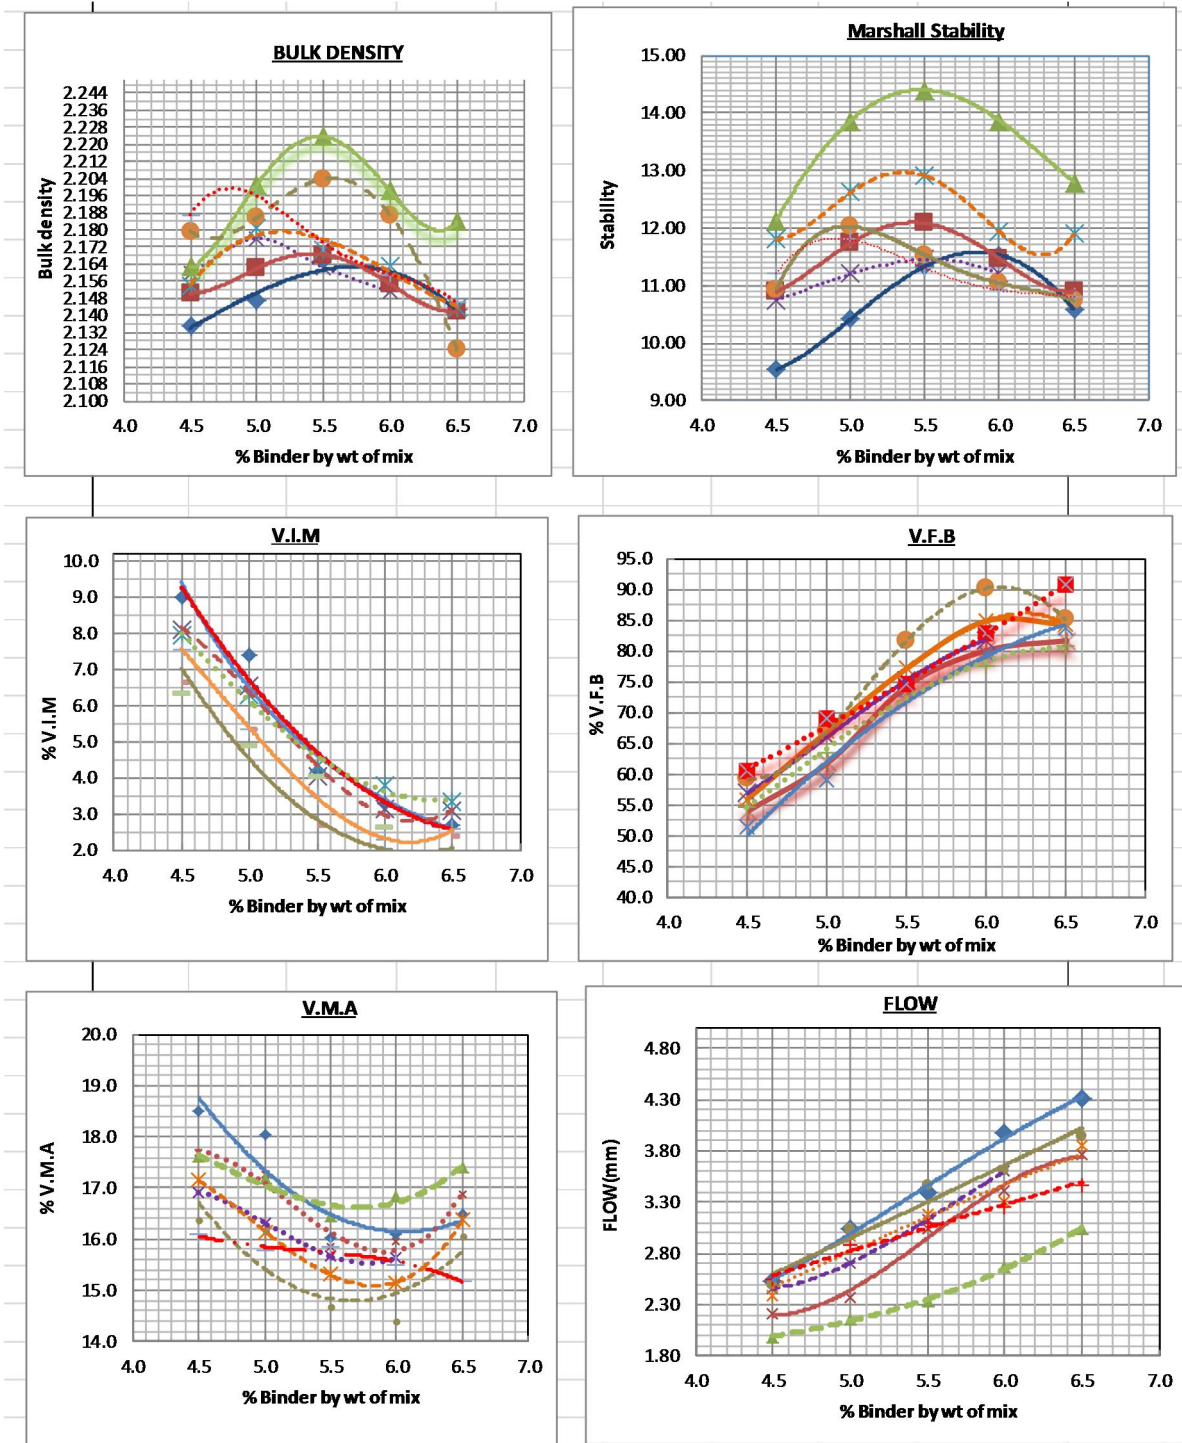 BULK DENSITY
Bulk density
2.244
2.236
2.228
2.220
2.212
2.204
2.196
2.188
2.180
2.172
2.164
2.156
2.148
2.140
2.132
2.124
2.116
2.108
2.100
4.0 4.5 5.0 5.5 6.0 6.5 7.0
% Binder by wt of mix
Marshall Stability
Stability
15.00
14.00
13.00
12.00
11.00
10.00
9.00
4.0 4.5 5.0 5.5 6.0 6.5 7.0
% Binder by wt of mix
V.I.M
% V.I.M
10.0
9.0
8.0
7.0
6.0
5.0
4.0
3.0
2.0
4.0 4.5 5.0 5.5 6.0 6.5 7.0
% Binder by wt of mix
V.F.B
% V.F.B
95.0
90.0
85.0
80.0
75.0
70.0
65.0
60.0
55.0
50.0
45.0
40.0
4.0 4.5 5.0 5.5 6.0 6.5 7.0
% Binder by wt of mix
V.M.A
% V.M.A
20.0
19.0
18.0
17.0
16.0
15.0
14.0
4.0 4.5 5.0 5.5 6.0 6.5 7.0
% Binder by wt of mix
FLOW
FLOW(mm)
4.80
4.30
3.80
3.30
2.80
2.30
1.80
4.0 4.5 5.0 5.5 6.0 6.5 7.0
% Binder by wt of mix